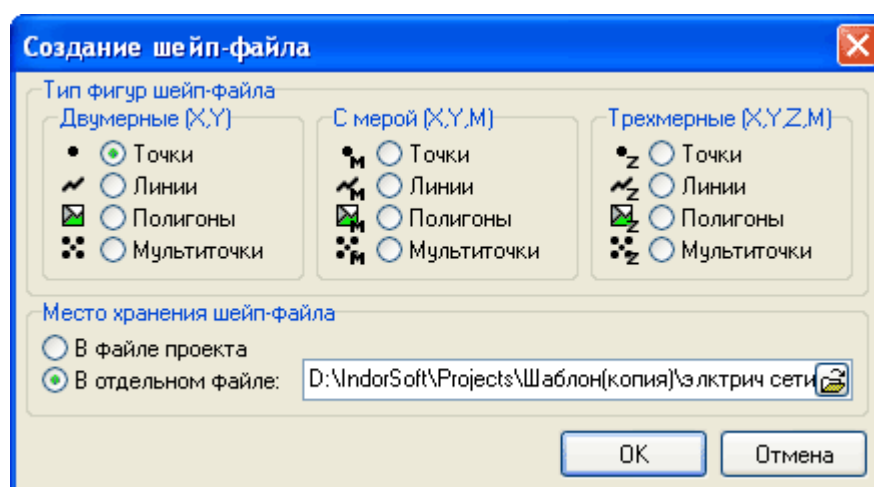 Создание шейп-файла
Тип фигур шейп-файла
Двумерные (X,Y)
Точки
Линии
Полигоны
Мультиточки
С мерой (X,Y,M)
M Точки
M Линии
M Полигоны
M Мультиточки
Трехмерные (X,Y,Z,M)
Z Точки
Z Линии
Z Полигоны
Z Мультиточки
Место хранения шейп-файла
В файле проекта
В отдельном файле: D:\IndorSoft\Projects\Шаблон(копия)\элктрич сети
OK Отмена